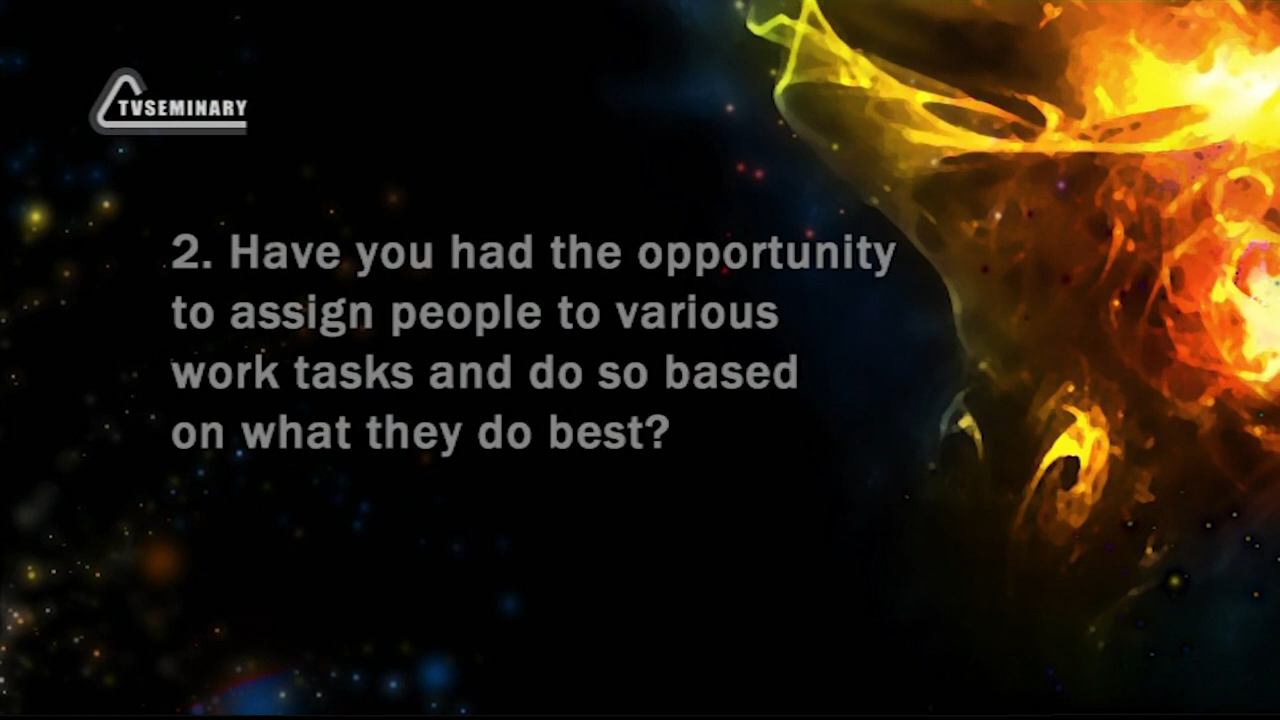 TVSEMINARY
2. Have you had the opportunity
to assign people to various
work tasks and do so based
on what they do best?